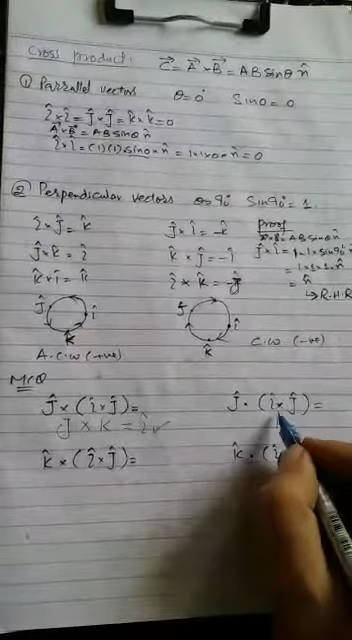 Cross product: C⃗ = A⃗ × B⃗ = AB sinθ n̂
① Parrallel vectors θ=0° Sin0 = 0
î×î = ĵ×ĵ = k̂×k̂ = 0
A⃗×B⃗ = AB sinθ n̂
î×î = (1)(1) sin0 × n̂ = 1×1×0×n̂ = 0
② Perpendicular vectors θ=90° Sin90° = 1.
î×ĵ = k̂ ĵ×î = -k̂ Proof
A⃗×B⃗ = AB sinθ n̂
ĵ×k̂ = î k̂×ĵ = -î ĵ×î = 1×1×sin90° n̂
= 1×1×1 n̂
k̂×î = k̂ î×k̂ = -ĵ = n̂
↳ R.H.R
ĵ î ĵ î
k̂ k̂
A.C.W (+ve) C.W (-ve)
MCQ
ĵ×(î×ĵ)= ĵ·(î×ĵ)=
ĵ × k̂ = î ✓
k̂×(î×ĵ)= k̂·(î